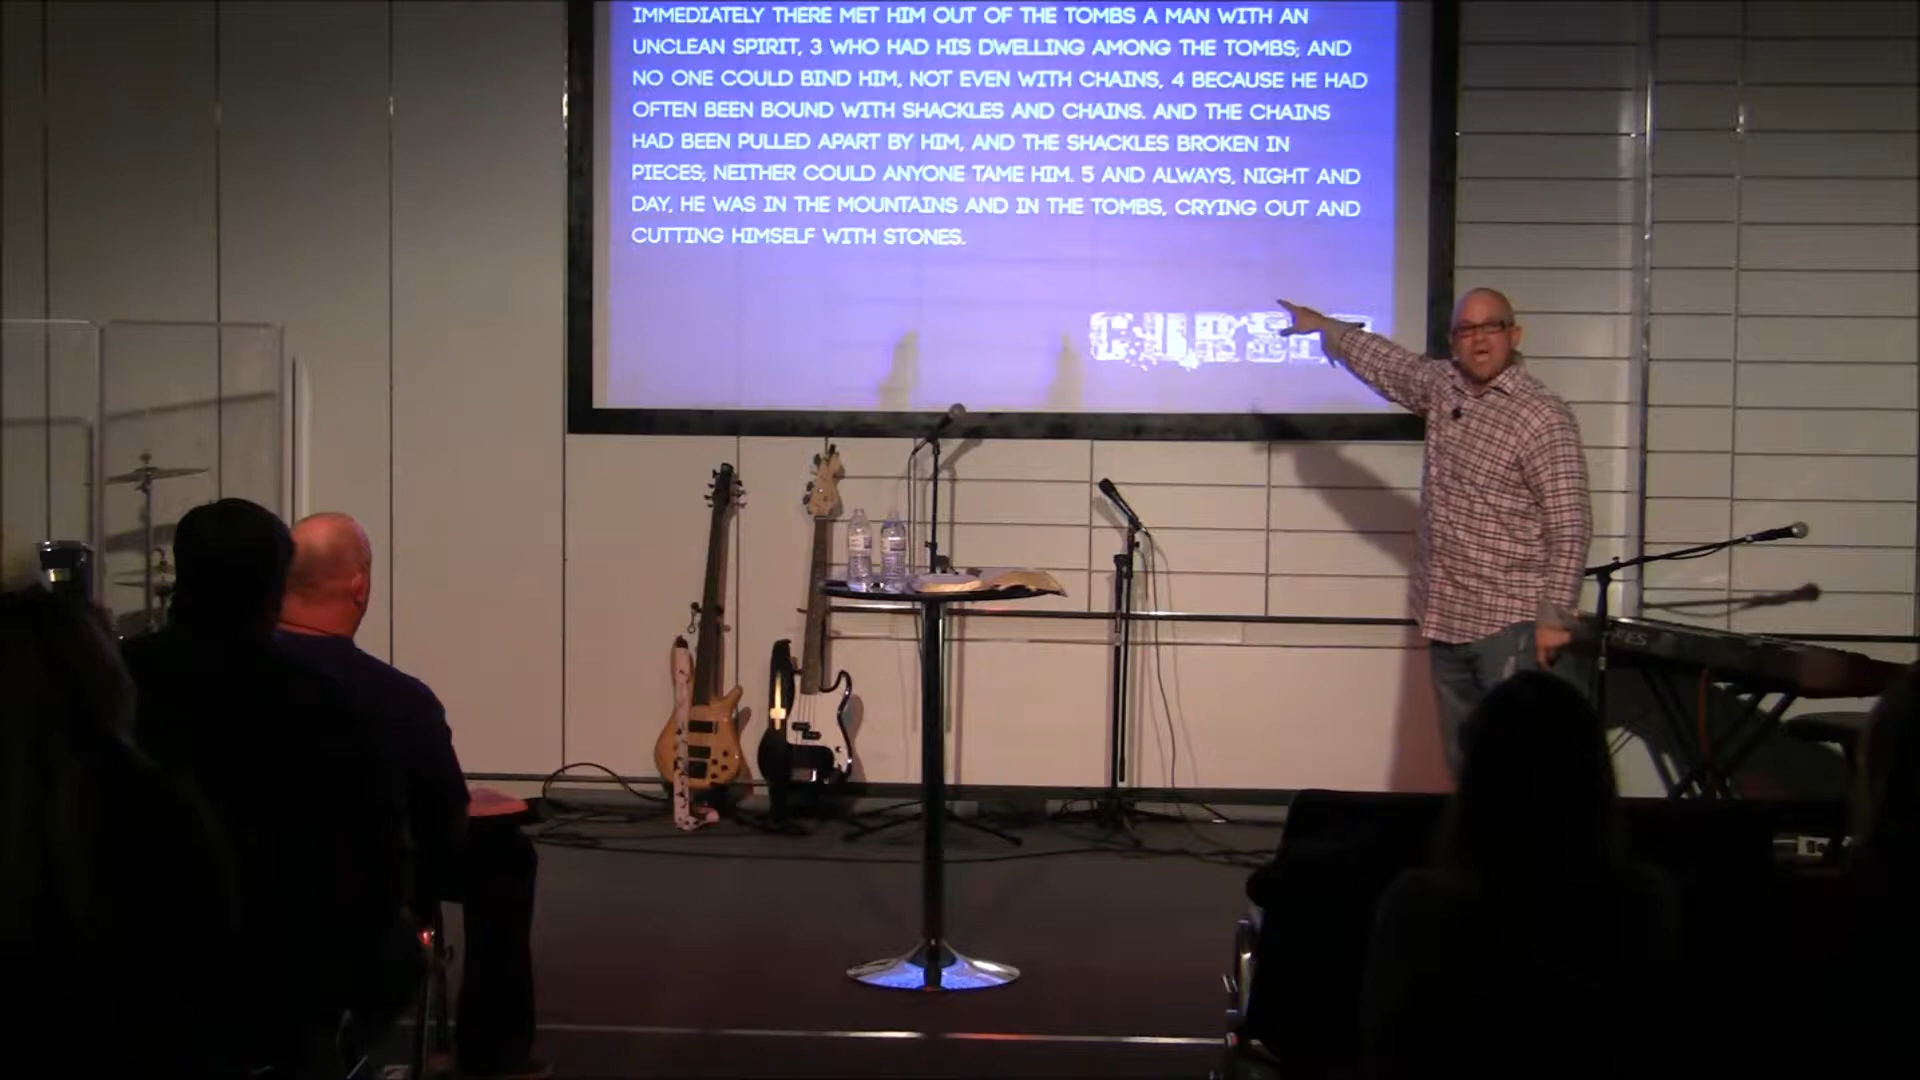 IMMEDIATELY THERE MET HIM OUT OF THE TOMBS A MAN WITH AN
UNCLEAN SPIRIT, 3 WHO HAD HIS DWELLING AMONG THE TOMBS; AND
NO ONE COULD BIND HIM, NOT EVEN WITH CHAINS, 4 BECAUSE HE HAD
OFTEN BEEN BOUND WITH SHACKLES AND CHAINS. AND THE CHAINS
HAD BEEN PULLED APART BY HIM, AND THE SHACKLES BROKEN IN
PIECES; NEITHER COULD ANYONE TAME HIM. 5 AND ALWAYS, NIGHT AND
DAY, HE WAS IN THE MOUNTAINS AND IN THE TOMBS, CRYING OUT AND
CUTTING HIMSELF WITH STONES.